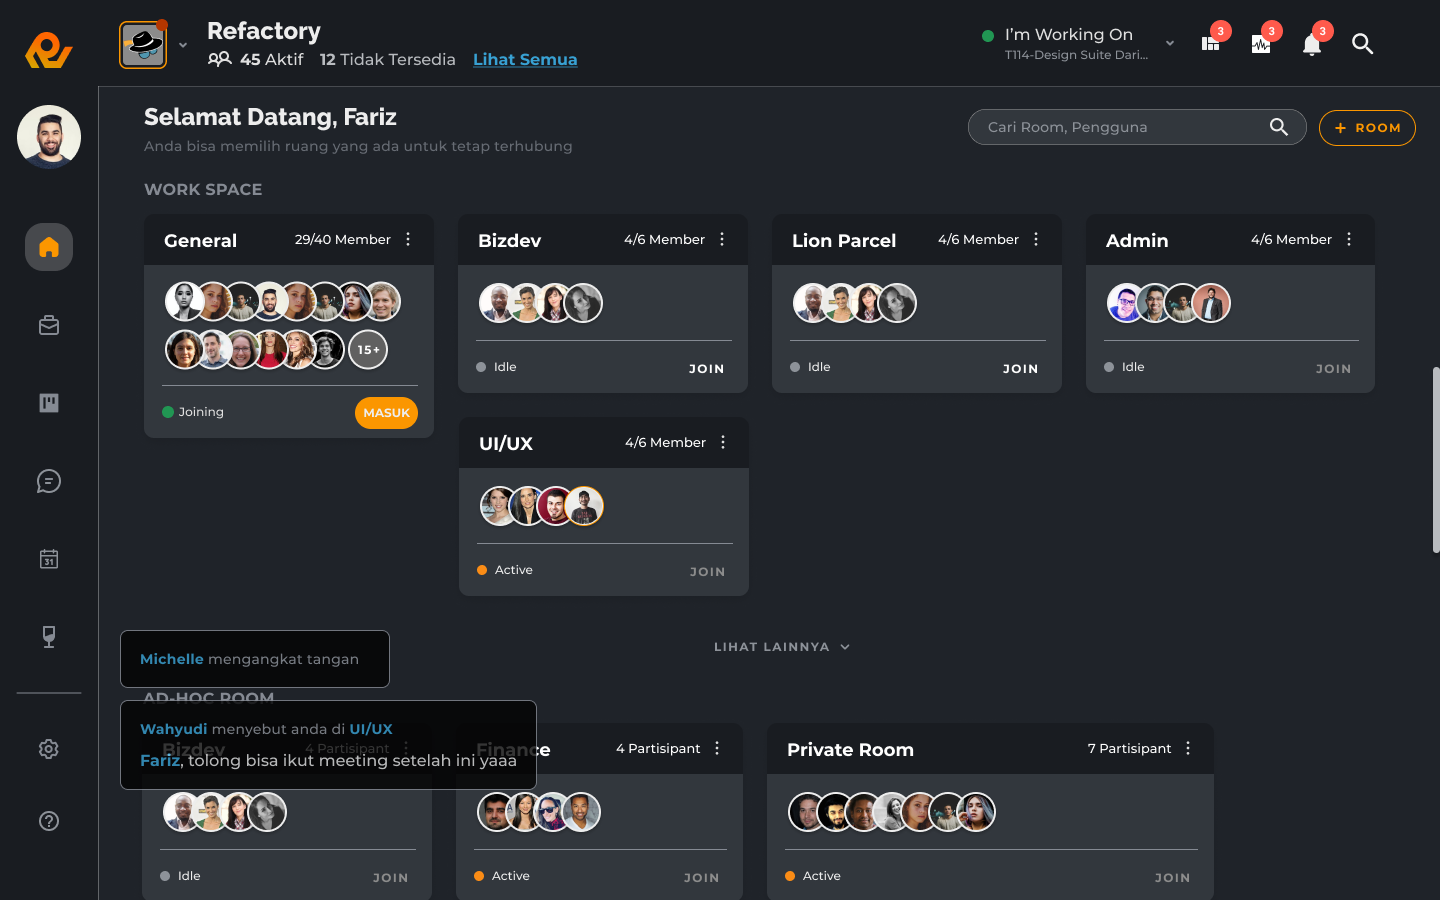 Refactory
45 Aktif 12 Tidak Tersedia Lihat Semua
I'm Working On
T114-Design Suite Dari...
3
3
3
Selamat Datang, Fariz
Anda bisa memilih ruang yang ada untuk tetap terhubung
Cari Room, Pengguna
+ ROOM
WORK SPACE
General 29/40 Member
15+
Joining MASUK
Bizdev 4/6 Member
Idle JOIN
Lion Parcel 4/6 Member
Idle JOIN
Admin 4/6 Member
Idle JOIN
UI/UX 4/6 Member
Active JOIN
31
LIHAT LAINNYA
Michelle mengangkat tangan
AD-HOC ROOM
Wahyudi menyebut anda di UI/UX
Fariz, tolong bisa ikut meeting setelah ini yaaa
Bizdev 4 Partisipant
Idle JOIN
Finance 4 Partisipant
Active JOIN
Private Room 7 Partisipant
Active JOIN